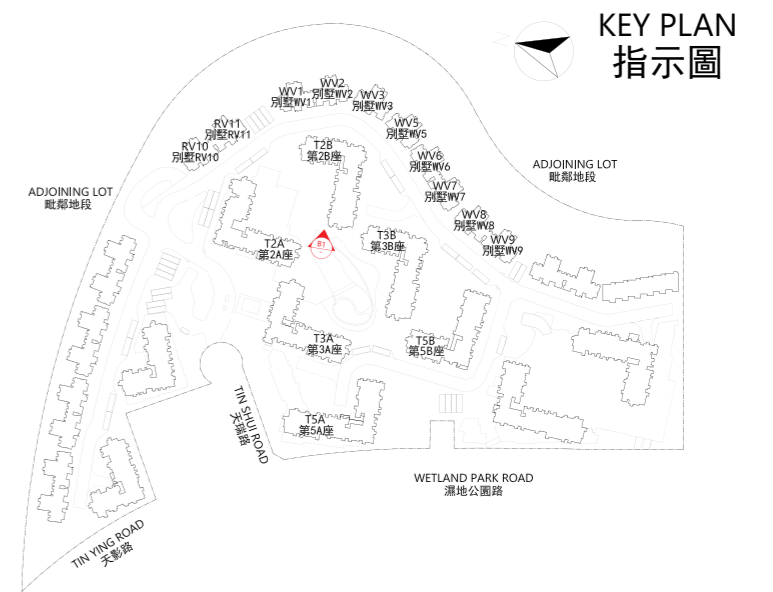 KEY PLAN
指示圖
WV1
別墅WV1
WV2
別墅WV2
WV3
別墅WV3
RV11
別墅RV11
RV10
別墅RV10
WV5
別墅WV5
T2B
第2B座
WV6
別墅WV6
ADJOINING LOT
毗鄰地段
WV7
別墅WV7
ADJOINING LOT
毗鄰地段
WV8
別墅WV8
T2A
第2A座
B1
T3B
第3B座
WV9
別墅WV9
T3A
第3A座
T5B
第5B座
T5A
第5A座
TIN SHUI ROAD
天瑞路
WETLAND PARK ROAD
濕地公園路
TIN YING ROAD
天影路